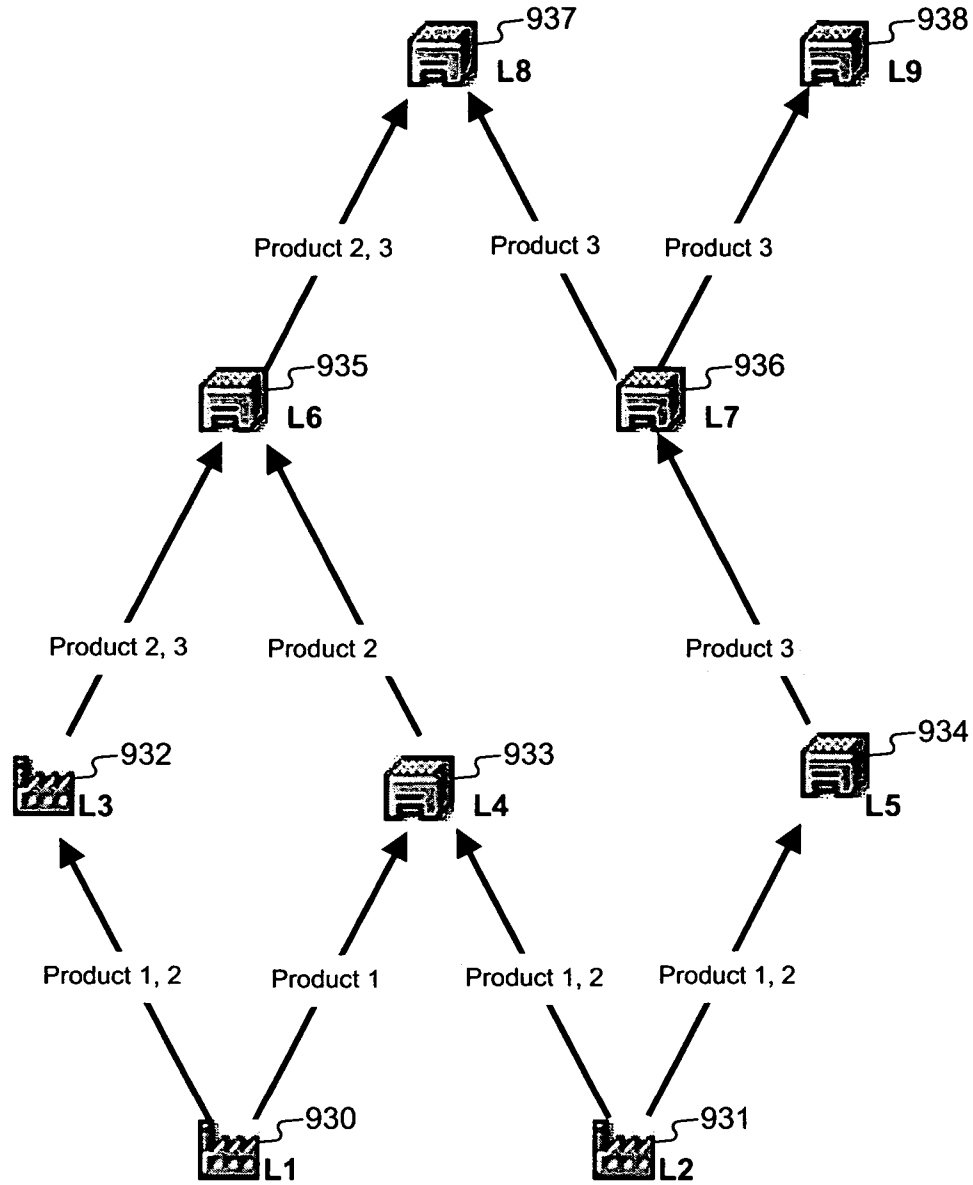 937
938
L8
L9
Product 2, 3
Product 3
Product 3
935
936
L6
L7
Product 2, 3
Product 2
Product 3
932
933
934
L3
L4
L5
Product 1, 2
Product 1
Product 1, 2
Product 1, 2
930
931
L1
L2